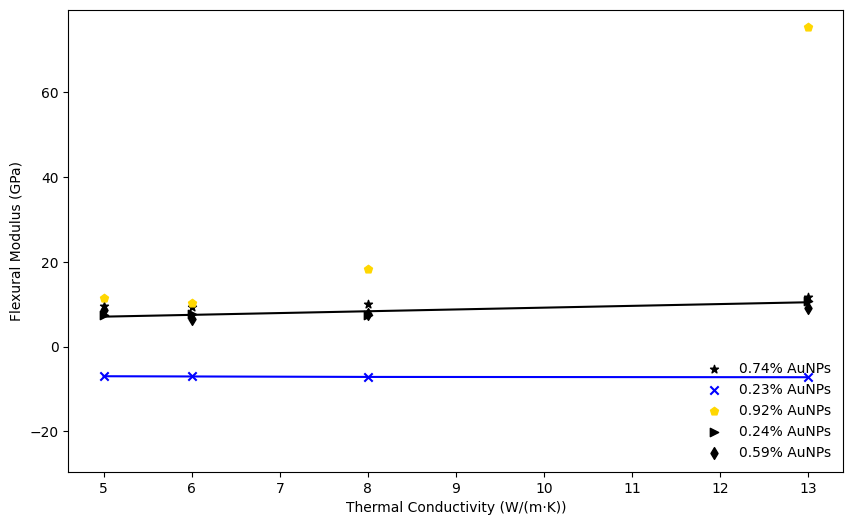 60
40
20
0
−20
Flexural Modulus (GPa)
0.74% AuNPs
0.23% AuNPs
0.92% AuNPs
0.24% AuNPs
0.59% AuNPs
5 6 7 8 9 10 11 12 13
Thermal Conductivity (W/(m·K))